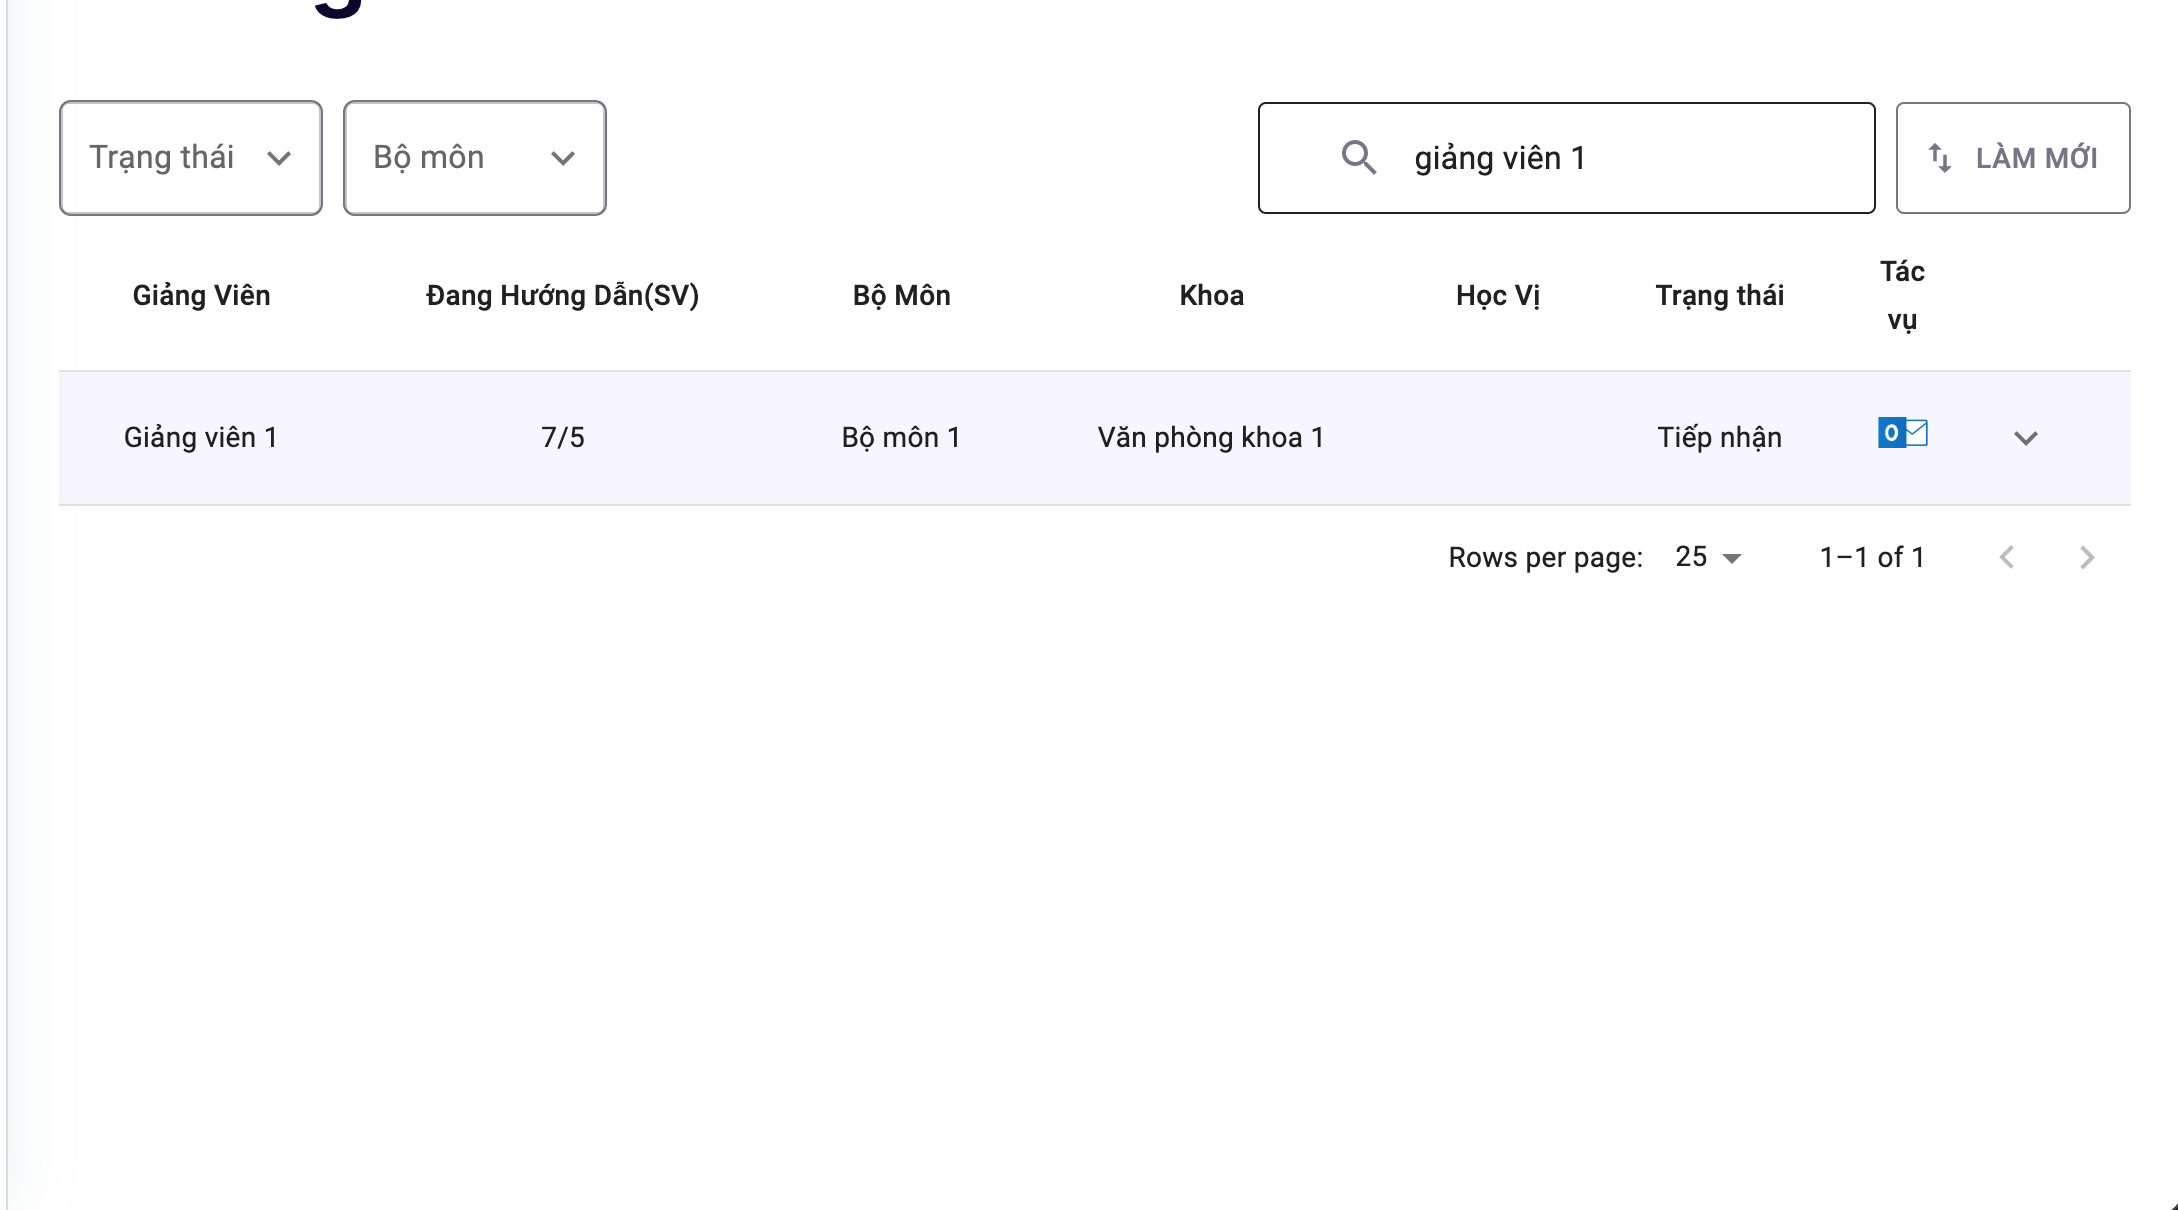 Trạng thái
Bộ môn
giảng viên 1
LÀM MỚI
Giảng Viên
Đang Hướng Dẫn(SV)
Bộ Môn
Khoa
Học Vị
Trạng thái
Tác
vụ
Giảng viên 1
7/5
Bộ môn 1
Văn phòng khoa 1
Tiếp nhận
0
Rows per page:
25
1–1 of 1